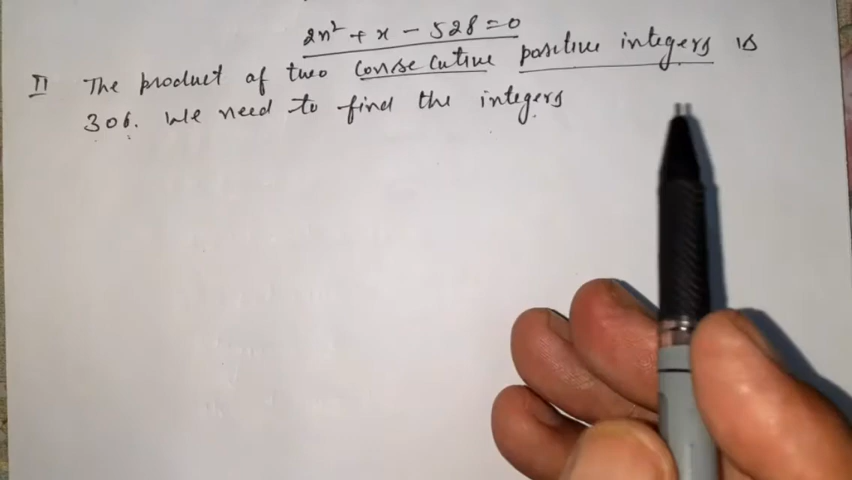 2x² + x - 528 = 0
II The product of two consecutive positive integers is
306. We need to find the integers